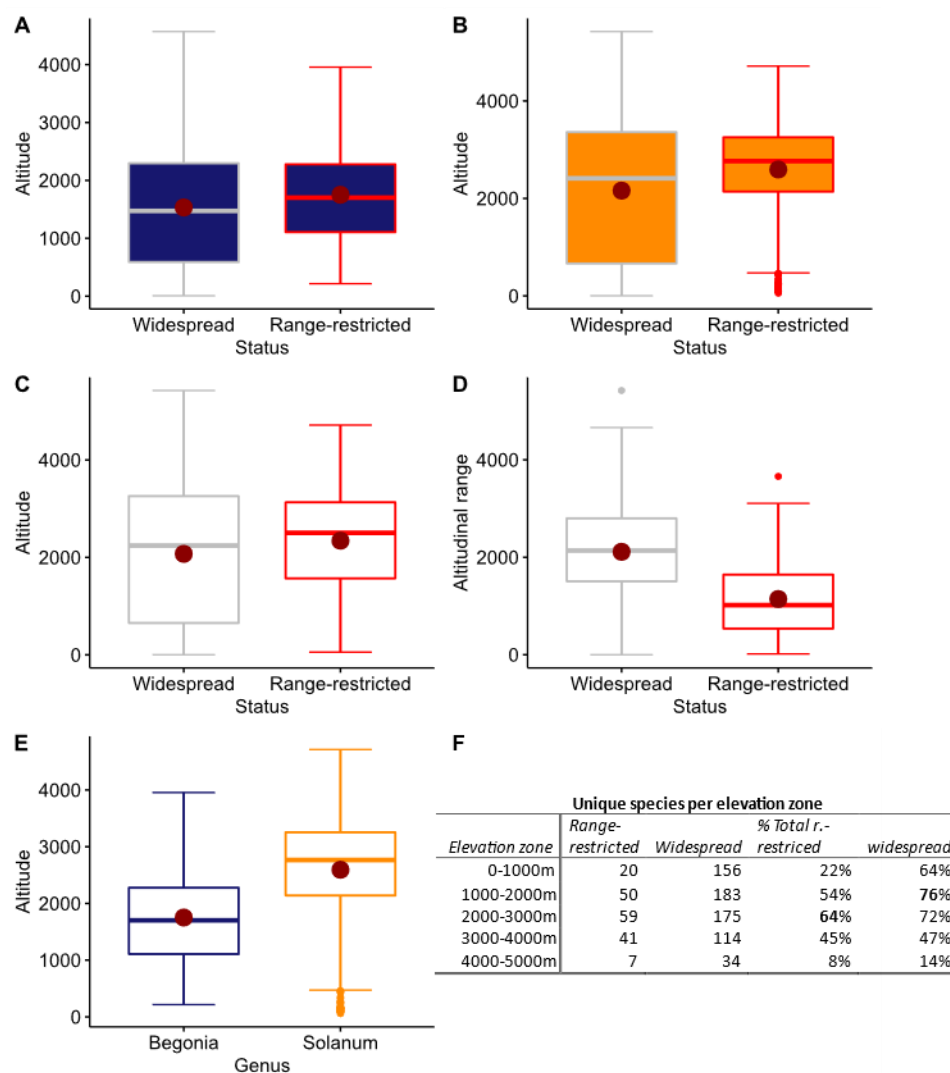 A
Altitude
4000
3000
2000
1000
0
Widespread Range-restricted
Status
B
Altitude
4000
2000
0
Widespread Range-restricted
Status
C
Altitude
4000
2000
0
Widespread Range-restricted
Status
D
Altitudinal range
4000
2000
0
Widespread Range-restricted
Status
E
Altitude
4000
3000
2000
1000
0
Begonia Solanum
Genus
F
Unique species per elevation zone
Range- % Total r.-
Elevation zone restricted Widespread restriced widespread
0-1000m 20 156 22% 64%
1000-2000m 50 183 54% 76%
2000-3000m 59 175 64% 72%
3000-4000m 41 114 45% 47%
4000-5000m 7 34 8% 14%